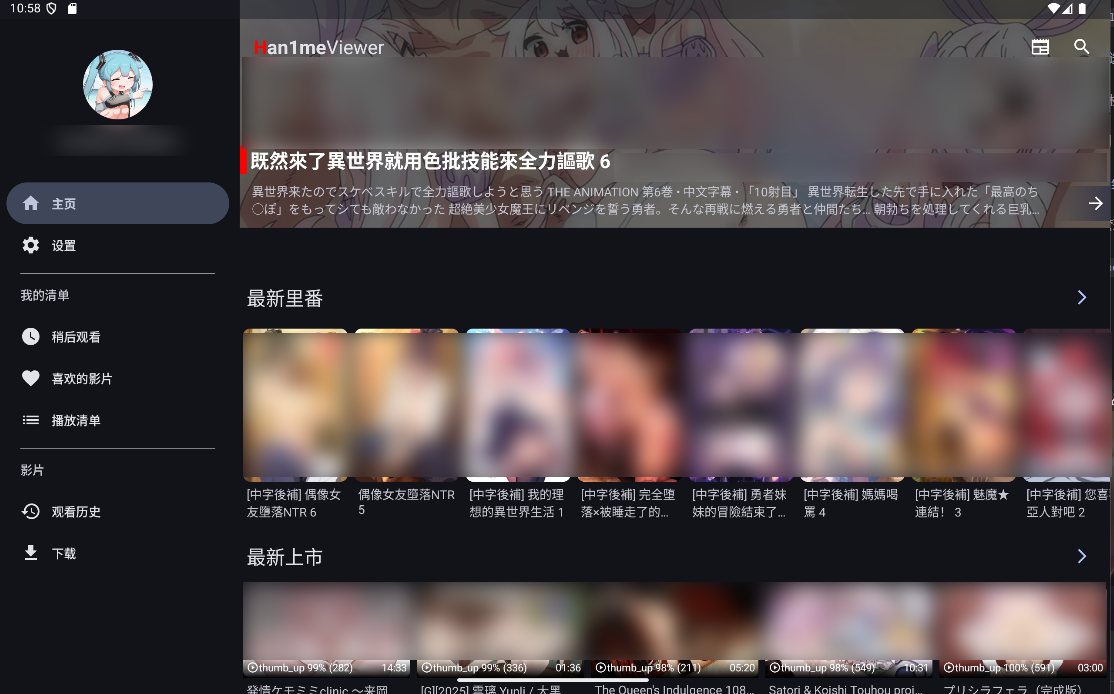 10:58
Han1meViewer
既然來了異世界就用色批技能來全力謳歌 6
異世界来たのでスケベスキルで全力謳歌しようと思う THE ANIMATION 第6巻 • 中文字幕 • 「10射目」 異世界転生した先で手に入れた「最高のち
◌ぽ」をもってシても敵わなかった 超絶美少女魔王にリベンジを誓う勇者。そんな再戦に燃える勇者と仲間たち... 朝勃ちを処理してくれる巨乳...
主页
设置
我的清单
稍后观看
喜欢的影片
播放清单
影片
观看历史
下载
最新里番
[中字後補] 偶像女
友墮落NTR 6
偶像女友墮落NTR
5
[中字後補] 我的理
想的異世界生活 1
[中字後補] 完全堕
落×被睡走了的...
[中字後補] 勇者妹
妹的冒險結束了...
[中字後補] 媽媽喝
罵 4
[中字後補] 魅魔★
連結！ 3
[中字後補] 您喜
亞人對吧 2
最新上市
thumb_up 99% (282) 14:33
thumb_up 99% (336) 01:36
thumb_up 98% (211) 05:20
thumb_up 98% (549) 10:31
thumb_up 100% (591) 03:00
発情ケモミミclinic ～来岡
[G][2025] 雲璃 Yunli / 大黑
The Queen's Indulgence 108...
Satori & Koishi Touhou proj...
プリシラフェラ（完成版）